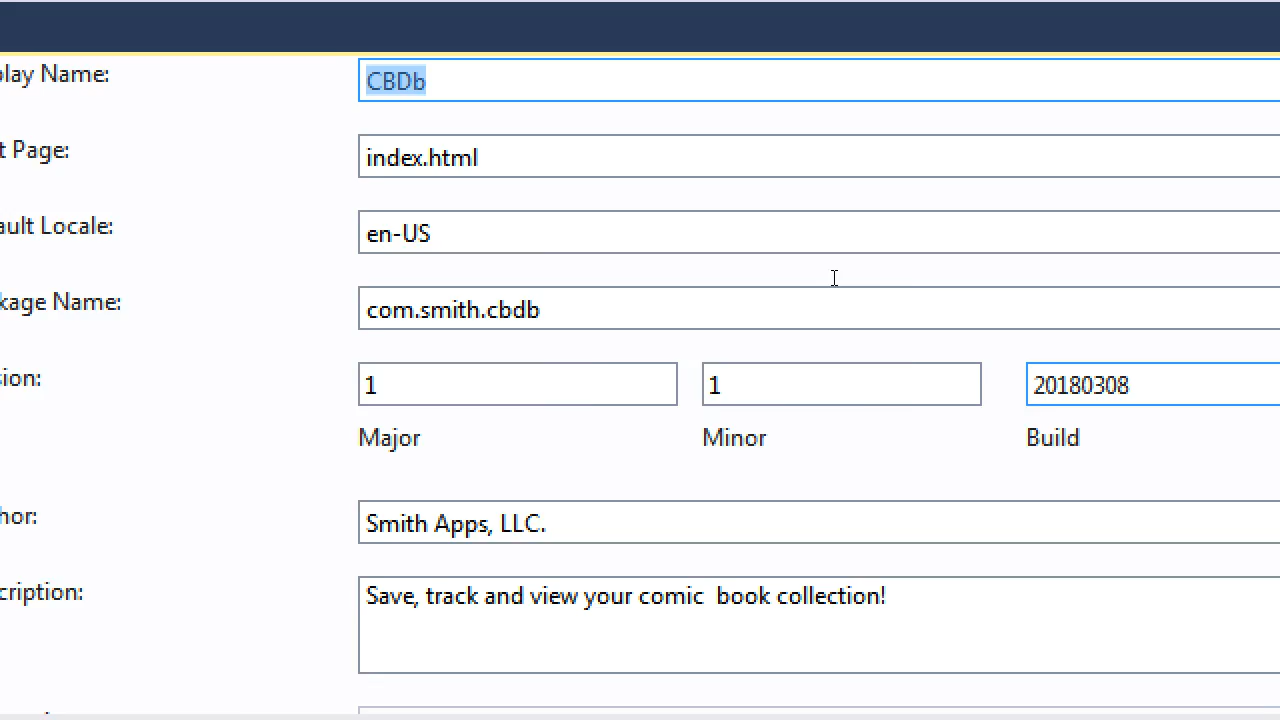 play Name:
CBDb
t Page:
index.html
ault Locale:
en-US
kage Name:
com.smith.cbdb
sion:
1
1
20180308
Major
Minor
Build
hor:
Smith Apps, LLC.
cription:
Save, track and view your comic  book collection!